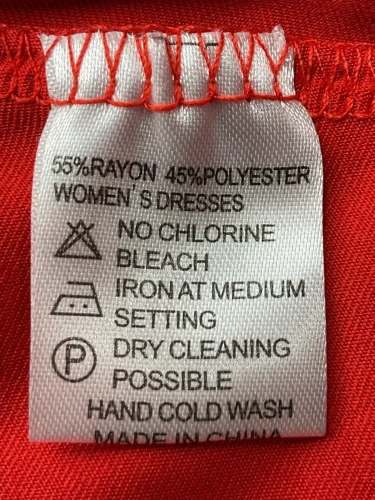 55%RAYON 45%POLYESTER
WOMEN'S DRESSES
NO CHLORINE
BLEACH
IRON AT MEDIUM
SETTING
P
DRY CLEANING
POSSIBLE
HAND COLD WASH
MADE IN CHINA